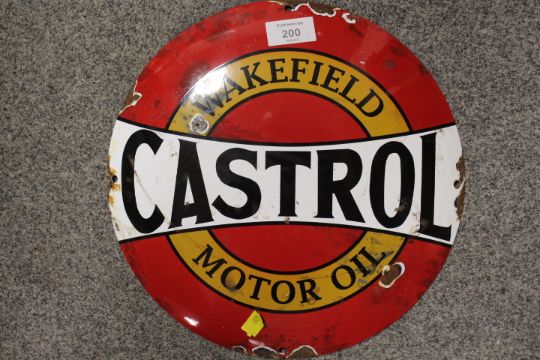 200
WAKEFIELD
CASTROL
MOTOR OIL